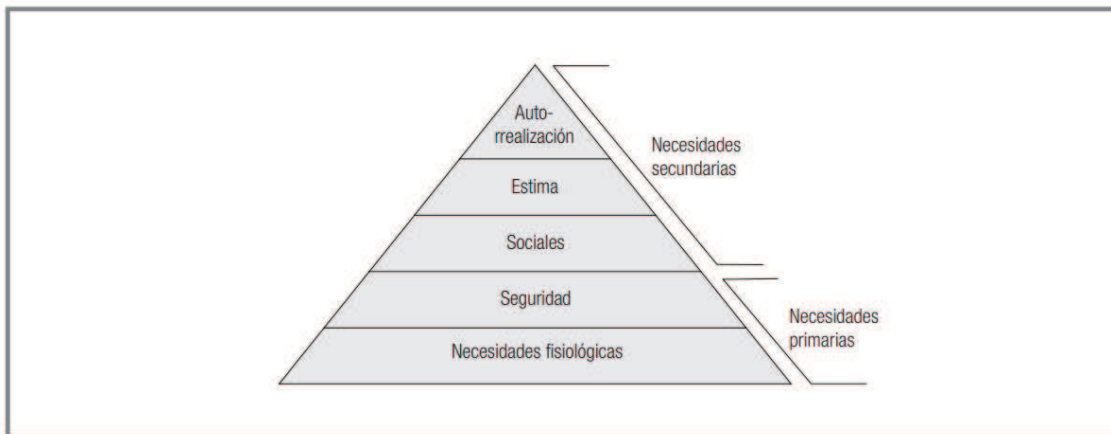 Auto-
rrealización
Necesidades
secundarias
Estima
Sociales
Seguridad
Necesidades
primarias
Necesidades fisiológicas